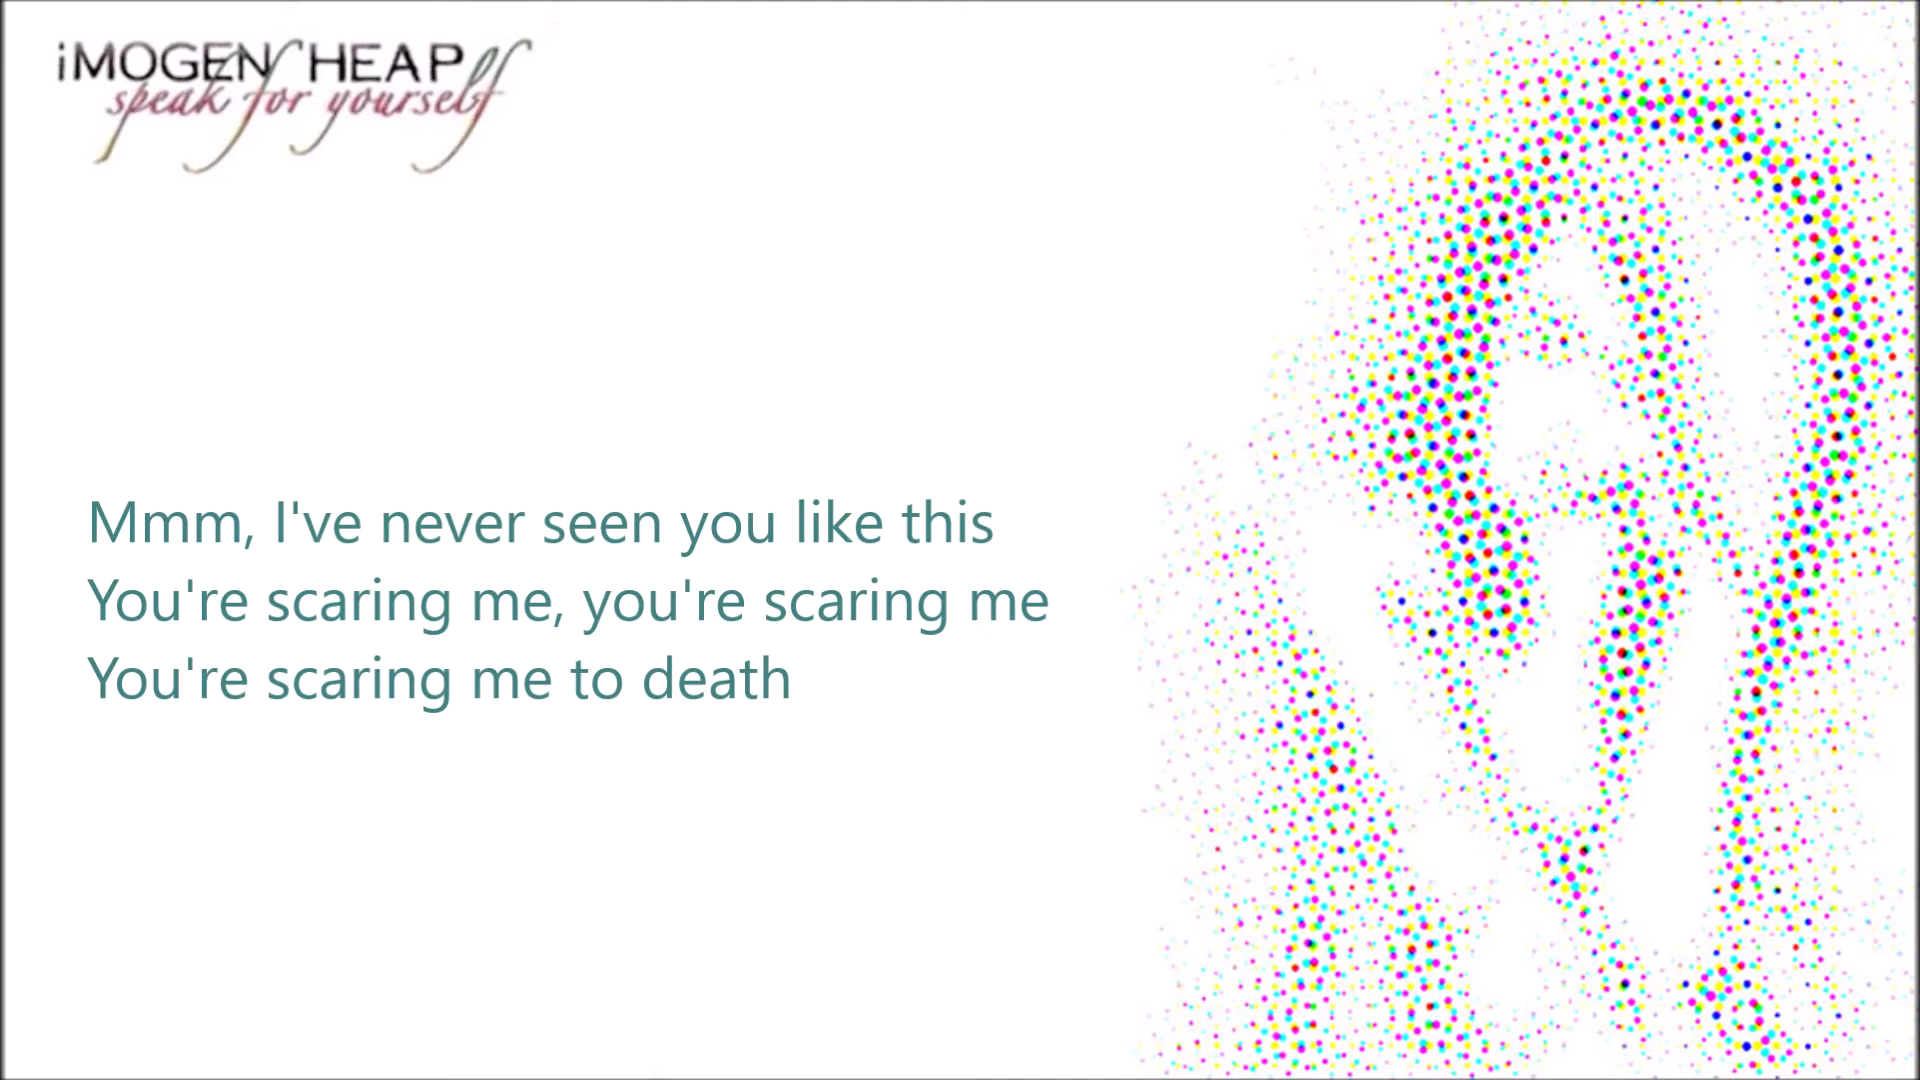 iMOGEN HEAP
speak for yourself
Mmm, I've never seen you like this
You're scaring me, you're scaring me
You're scaring me to death